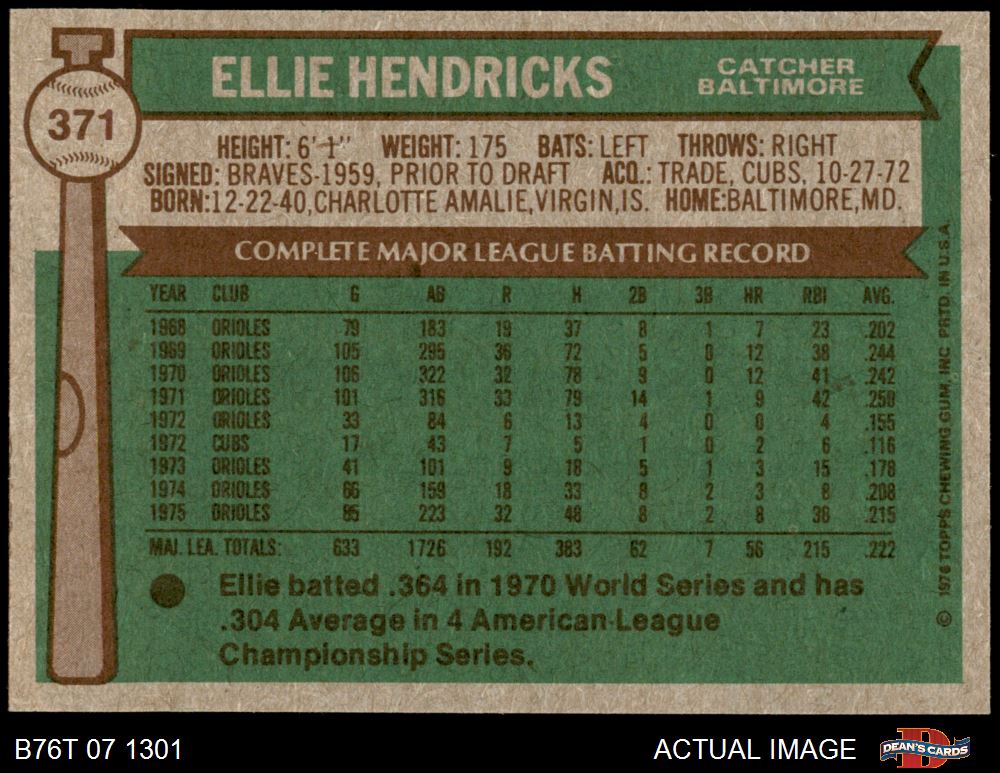 ELLIE HENDRICKS
CATCHER
BALTIMORE
371
HEIGHT: 6' 1" WEIGHT: 175 BATS: LEFT THROWS: RIGHT
SIGNED: BRAVES-1959, PRIOR TO DRAFT ACQ.: TRADE, CUBS, 10-27-72
BORN:12-22-40,CHARLOTTE AMALIE,VIRGIN,IS. HOME:BALTIMORE,MD.
COMPLETE MAJOR LEAGUE BATTING RECORD
YEAR CLUB G AB R H 2B 3B HR RBI AVG.
1968 ORIOLES 79 183 19 37 8 1 7 23 .202
1969 ORIOLES 105 295 36 72 5 0 12 38 .244
1970 ORIOLES 106 322 32 78 9 0 12 41 .242
1971 ORIOLES 101 316 33 79 14 1 9 42 .250
1972 ORIOLES 33 84 6 13 4 0 0 4 .155
1972 CUBS 17 43 7 5 1 0 2 6 .116
1973 ORIOLES 41 101 9 18 5 1 3 15 .178
1974 ORIOLES 66 159 18 33 8 2 3 8 .208
1975 ORIOLES 85 223 32 48 8 2 8 38 .215
MAJ. LEA. TOTALS: 633 1726 192 383 62 7 56 215 .222
Ellie batted .364 in 1970 World Series and has
.304 Average in 4 American League
Championship Series.
© 1976 TOPPS CHEWING GUM, INC. PRTD. IN U.S.A.
B76T 07 1301
ACTUAL IMAGE
DEAN'S CARDS